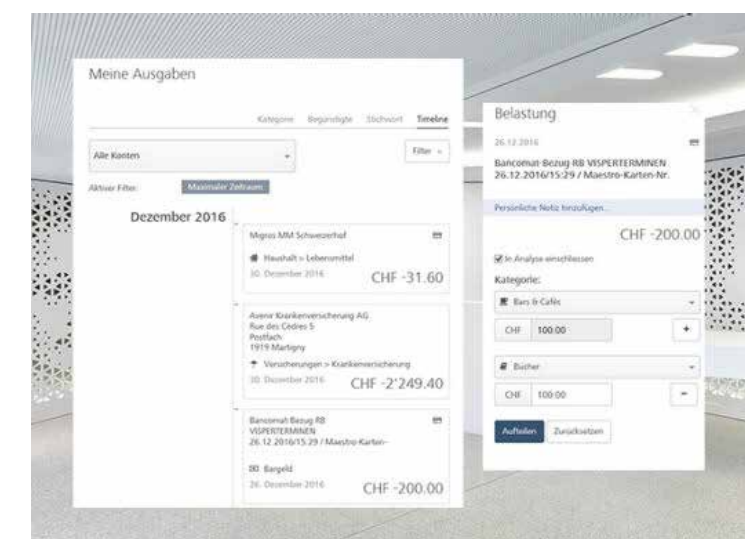 Meine Ausgaben
Kategorie Begünstigte Stichwort Timeline
Alle Konten
Filter
Aktiver Filter: Maximaler Zeitraum
Dezember 2016
Migros MM Schweizerhof
Haushalt > Lebensmittel
30. Dezember 2016 CHF -31.60
Avenir Krankenversicherung AG
Rue des Cèdres 5
Postfach
1919 Martigny
Versicherungen > Krankenversicherung
30. Dezember 2016 CHF -2'249.40
Bancomat-Bezug RB
VISPERTERMINEN
26.12.2016/15:29 / Maestro-Karten-
Bargeld
26. Dezember 2016 CHF -200.00
Belastung
26.12.2016
Bancomat-Bezug RB VISPERTERMINEN
26.12.2016/15:29 / Maestro-Karten-Nr.
Persönliche Notiz hinzufügen...
CHF -200.00
In Analyse einschliessen
Kategorie:
Bars & Cafés
CHF 100.00 +
Bücher
CHF 100.00 -
Aufteilen Zurücksetzen